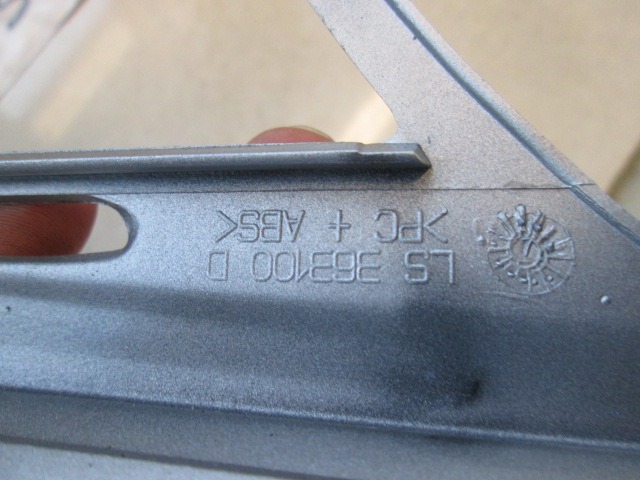 LS 363100 D
>PC + ABS<